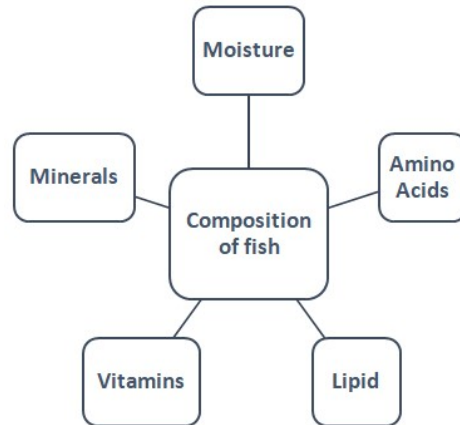 Moisture
Minerals
Amino
Acids
Composition
of fish
Vitamins
Lipid